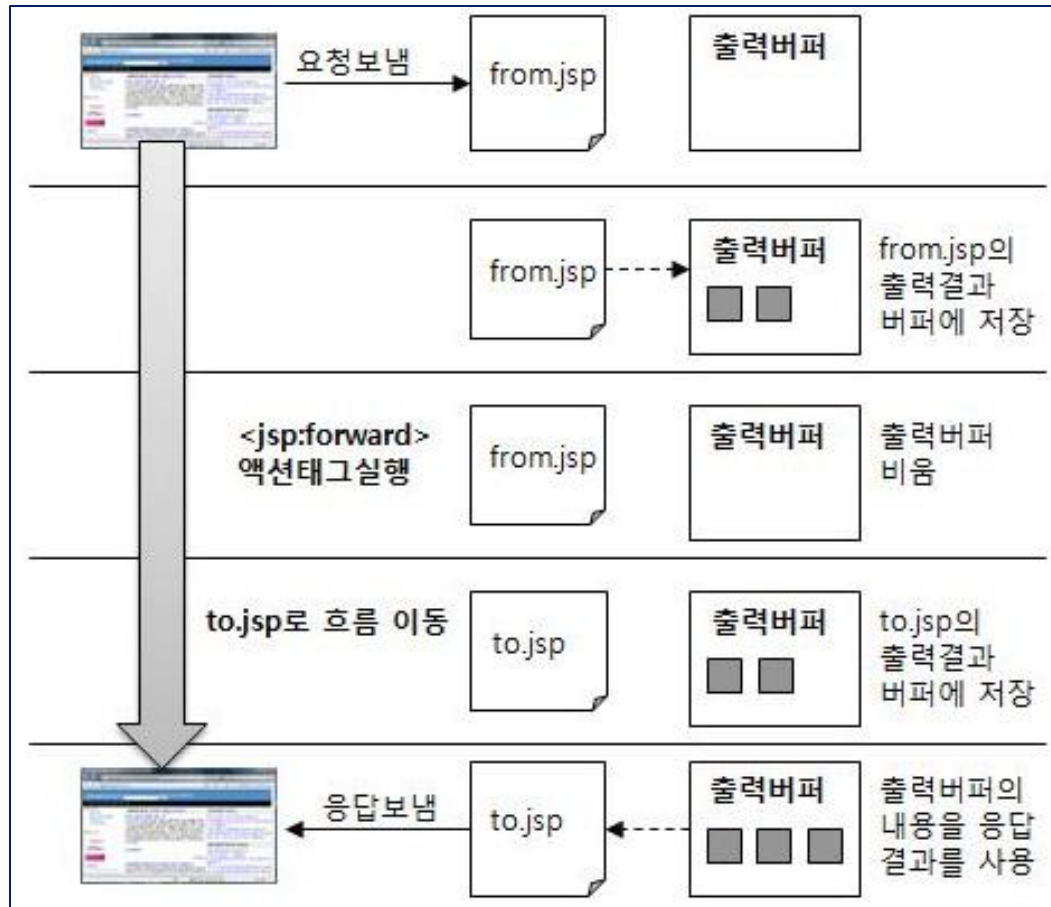 요청보냄
from.jsp
출력버퍼
from.jsp
출력버퍼
from.jsp의
출력결과
버퍼에 저장
<jsp:forward>
액션태그실행
from.jsp
출력버퍼
출력버퍼
비움
to.jsp로 흐름 이동
to.jsp
출력버퍼
to.jsp의
출력결과
버퍼에 저장
응답보냄
to.jsp
출력버퍼
출력버퍼의
내용을 응답
결과를 사용